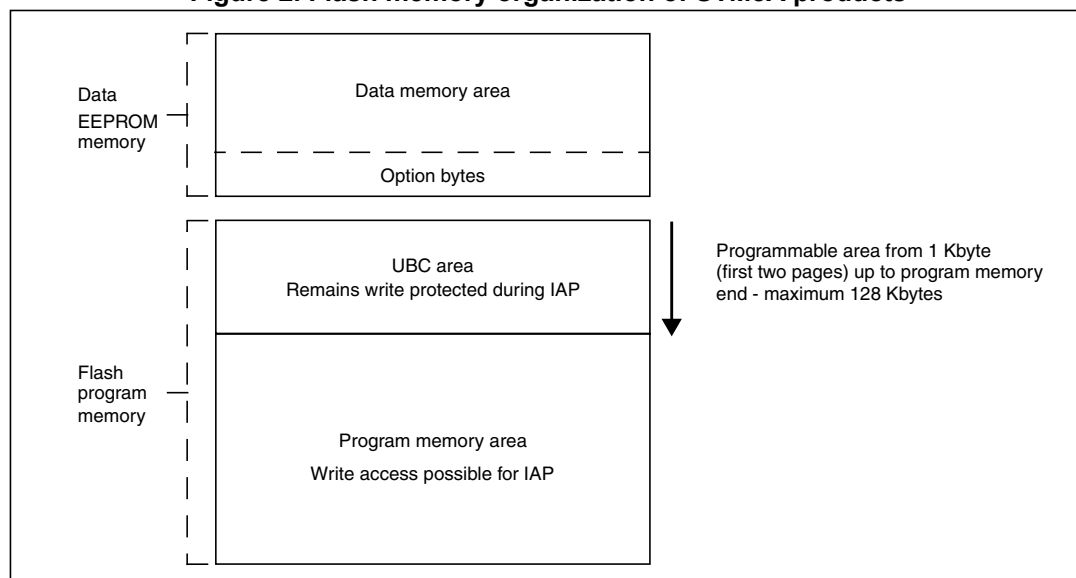 Figure 2. Flash memory organization of products
Data
EEPROM
memory
Data memory area
Option bytes
UBC area
Remains write protected during IAP
Programmable area from 1 Kbyte
(first two pages) up to program memory
end - maximum 128 Kbytes
Flash
program
memory
Program memory area
Write access possible for IAP